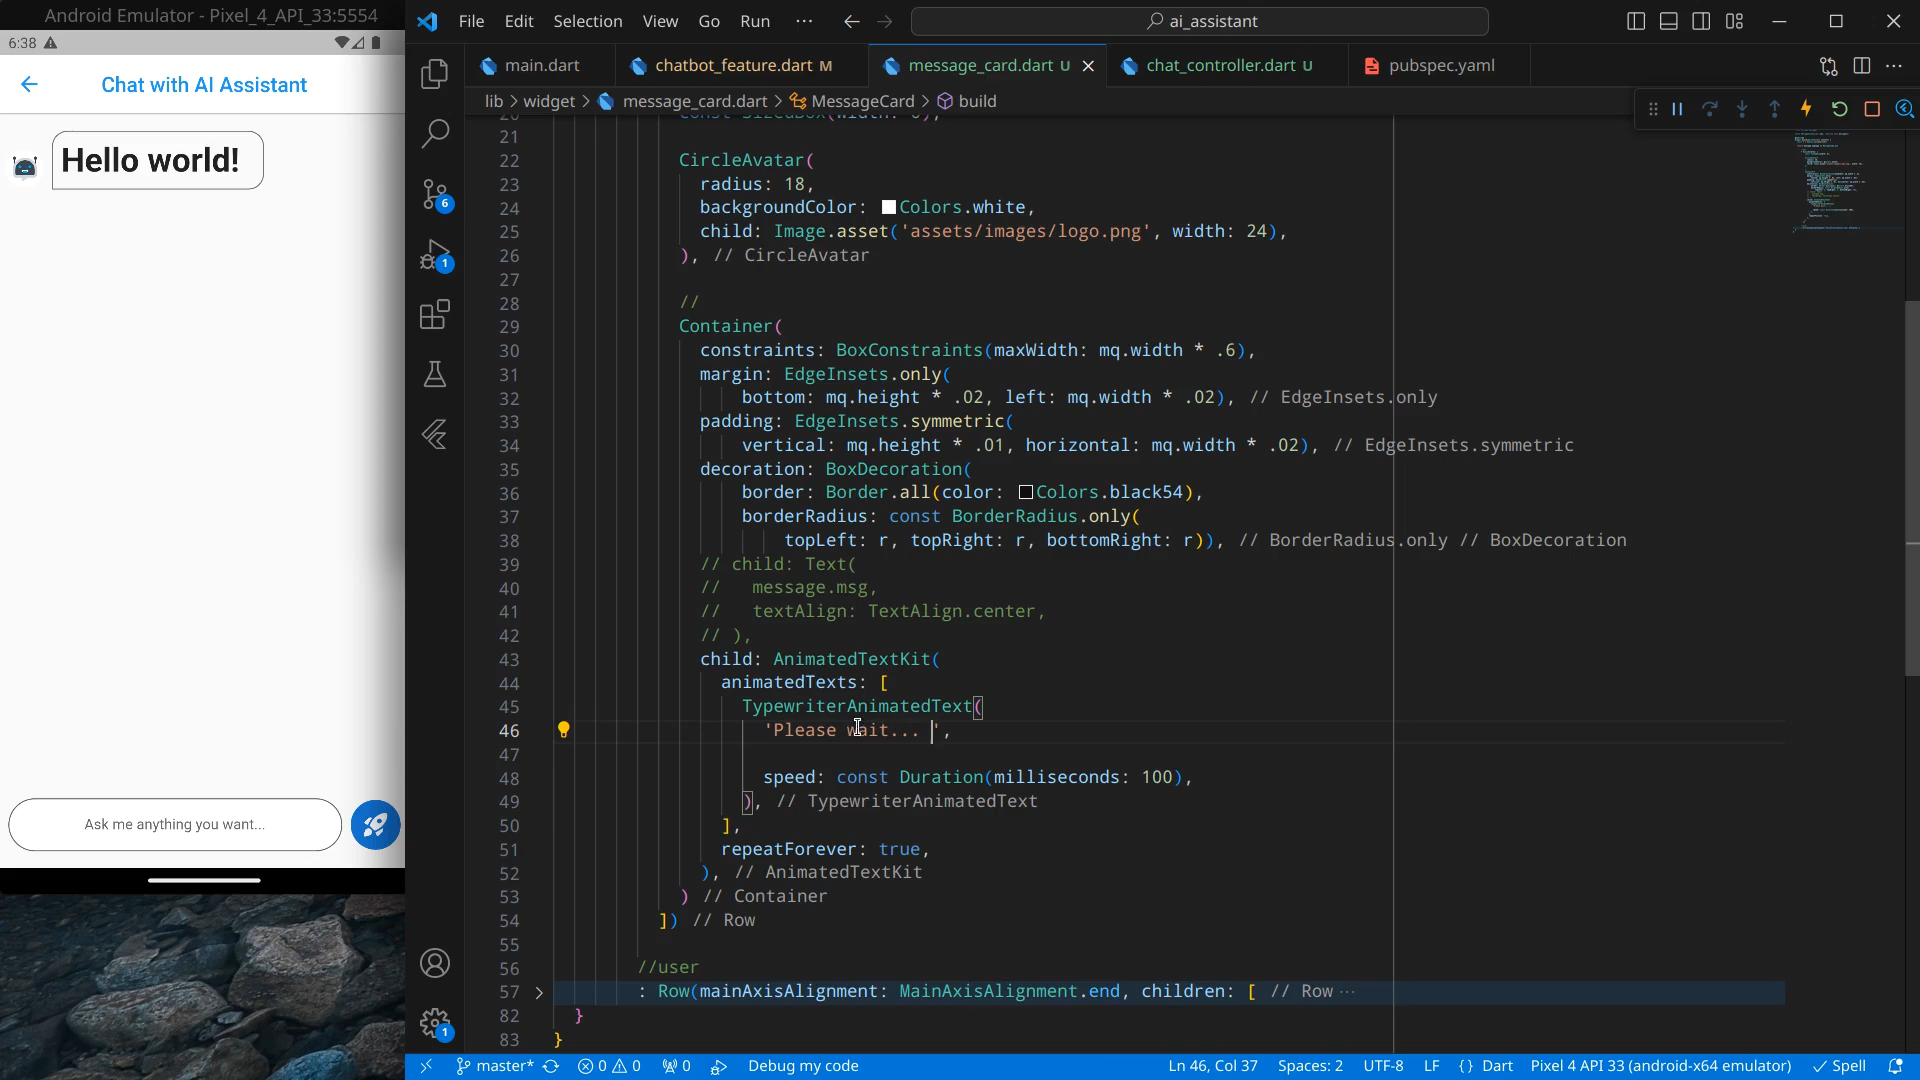 Android Emulator - Pixel_4_API_33:5554
6:38
Chat with AI Assistant
Hello world!
Ask me anything you want...
File Edit Selection View Go Run ···
ai_assistant
main.dart
chatbot_feature.dart M
message_card.dart U
chat_controller.dart U
pubspec.yaml
lib > widget > message_card.dart > MessageCard > build
20 const SizedBox(width: 6),
21
22 CircleAvatar(
23 radius: 18,
24 backgroundColor: Colors.white,
25 child: Image.asset('assets/images/logo.png', width: 24),
26 ), // CircleAvatar
27
28 //
29 Container(
30 constraints: BoxConstraints(maxWidth: mq.width * .6),
31 margin: EdgeInsets.only(
32 bottom: mq.height * .02, left: mq.width * .02), // EdgeInsets.only
33 padding: EdgeInsets.symmetric(
34 vertical: mq.height * .01, horizontal: mq.width * .02), // EdgeInsets.symmetric
35 decoration: BoxDecoration(
36 border: Border.all(color: Colors.black54),
37 borderRadius: const BorderRadius.only(
38 topLeft: r, topRight: r, bottomRight: r)), // BorderRadius.only // BoxDecoration
39 // child: Text(
40 //   message.msg,
41 //   textAlign: TextAlign.center,
42 // ),
43 child: AnimatedTextKit(
44 animatedTexts: [
45 TypewriterAnimatedText(
46 'Please wait... ',
47
48 speed: const Duration(milliseconds: 100),
49 ), // TypewriterAnimatedText
50 ],
51 repeatForever: true,
52 ), // AnimatedTextKit
53 ) // Container
54 ]) // Row
55
56 //user
57 : Row(mainAxisAlignment: MainAxisAlignment.end, children: [ // Row ···
82 }
83 }
6
1
1
master* 0 0 0 Debug my code
Ln 46, Col 37 Spaces: 2 UTF-8 LF {} Dart Pixel 4 API 33 (android-x64 emulator) Spell